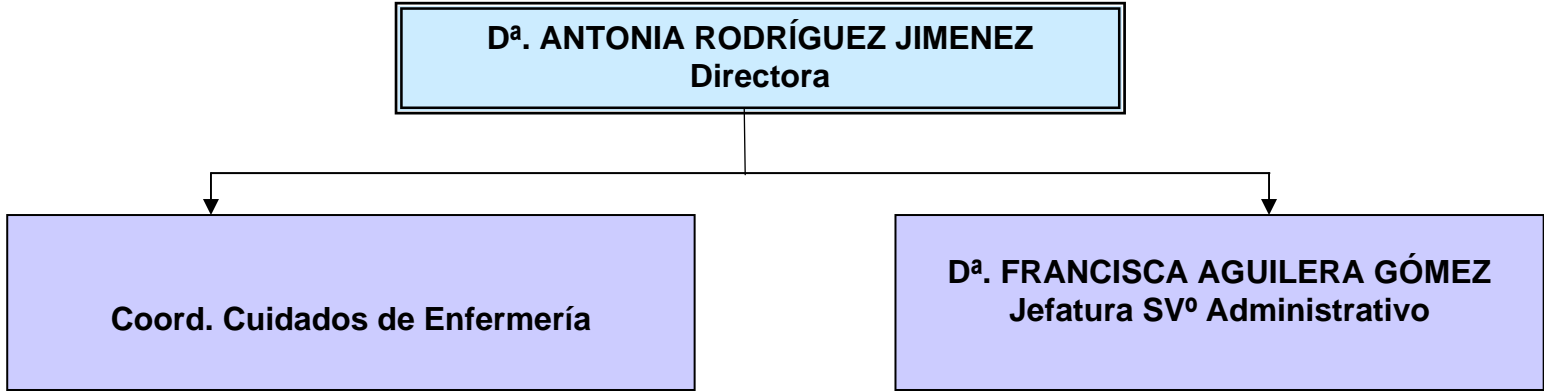 Dª. ANTONIA RODRÍGUEZ JIMENEZ
Directora
Coord. Cuidados de Enfermería
Dª. FRANCISCA AGUILERA GÓMEZ
Jefatura SVº Administrativo